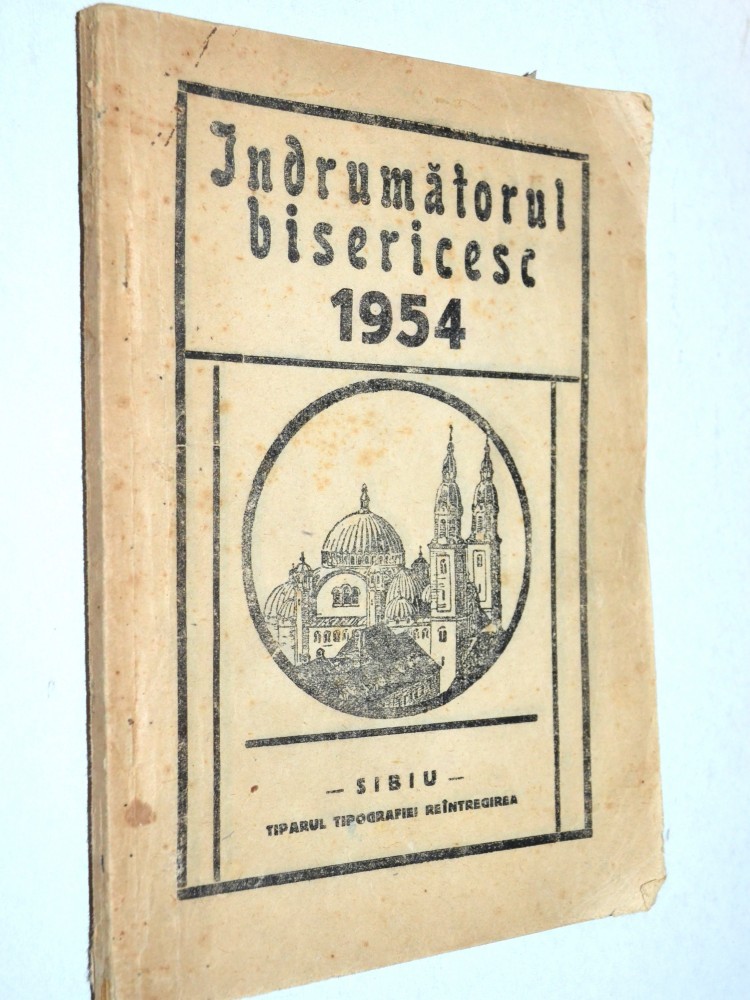 Indrumătorul
bisericesc
1954
— SIBIU —
TIPARUL TIPOGRAFIEI REÎNTREGIREA